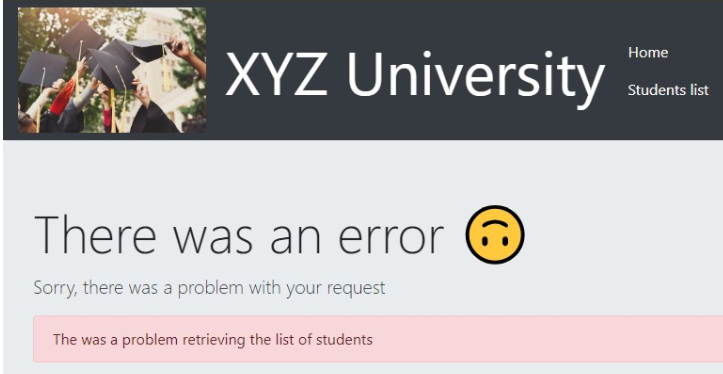 XYZ University
Home
Students list
There was an error 🙃
Sorry, there was a problem with your request
The was a problem retrieving the list of students